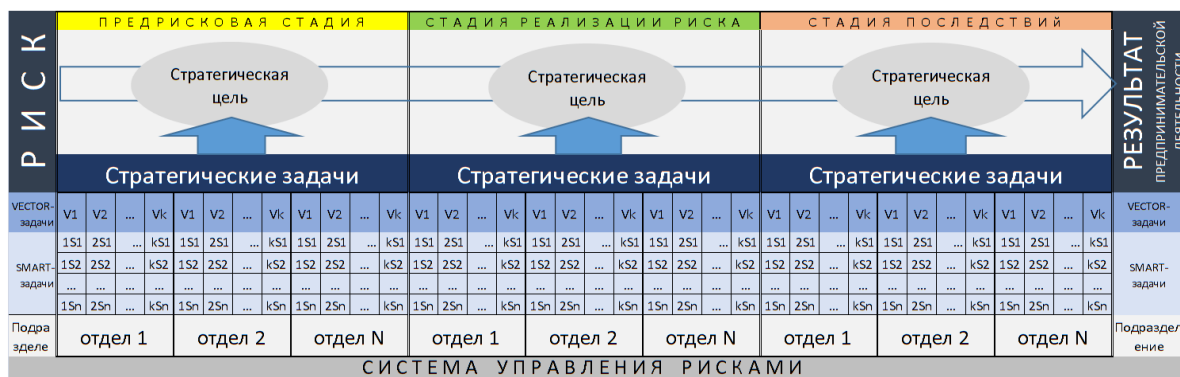 РИСК
ПРЕДРИСКОВАЯ СТАДИЯ
СТАДИЯ РЕАЛИЗАЦИИ РИСКА
СТАДИЯ ПОСЛЕДСТВИЙ
РЕЗУЛЬТАТ
ПРЕДПРИНИМАТЕЛЬСКОЙ
ДЕЯТЕЛЬНОСТИ
Стратегическая
цель
Стратегическая
цель
Стратегическая
цель
Стратегические задачи
Стратегические задачи
Стратегические задачи
VECTOR-
задачи
V1 V2 ... Vk V1 V2 ... Vk V1 V2 ... Vk V1 V2 ... Vk V1 V2 ... Vk V1 V2 ... Vk V1 V2 ... Vk V1 V2 ... Vk V1 V2 ... Vk
VECTOR-
задачи
SMART-
задачи
1S1 2S1 ... kS1 1S1 2S1 ... kS1 1S1 2S1 ... kS1 1S1 2S1 ... kS1 1S1 2S1 ... kS1 1S1 2S1 ... kS1 1S1 2S1 ... kS1 1S1 2S1 ... kS1 1S1 2S1 ... kS1
1S2 2S2 ... kS2 1S2 2S2 ... kS2 1S2 2S2 ... kS2 1S2 2S2 ... kS2 1S2 2S2 ... kS2 1S2 2S2 ... kS2 1S2 2S2 ... kS2 1S2 2S2 ... kS2 1S2 2S2 ... kS2
... ... ... ... ... ... ... ... ... ... ... ... ... ... ... ... ... ... ... ... ... ... ... ... ... ... ... ... ... ... ... ... ... ... ... ...
1Sn 2Sn ... kSn 1Sn 2Sn ... kSn 1Sn 2Sn ... kSn 1Sn 2Sn ... kSn 1Sn 2Sn ... kSn 1Sn 2Sn ... kSn 1Sn 2Sn ... kSn 1Sn 2Sn ... kSn 1Sn 2Sn ... kSn
SMART-
задачи
Подра
зделе
отдел 1 отдел 2 отдел N отдел 1 отдел 2 отдел N отдел 1 отдел 2 отдел N
Подраздел
ение
СИСТЕМА УПРАВЛЕНИЯ РИСКАМИ